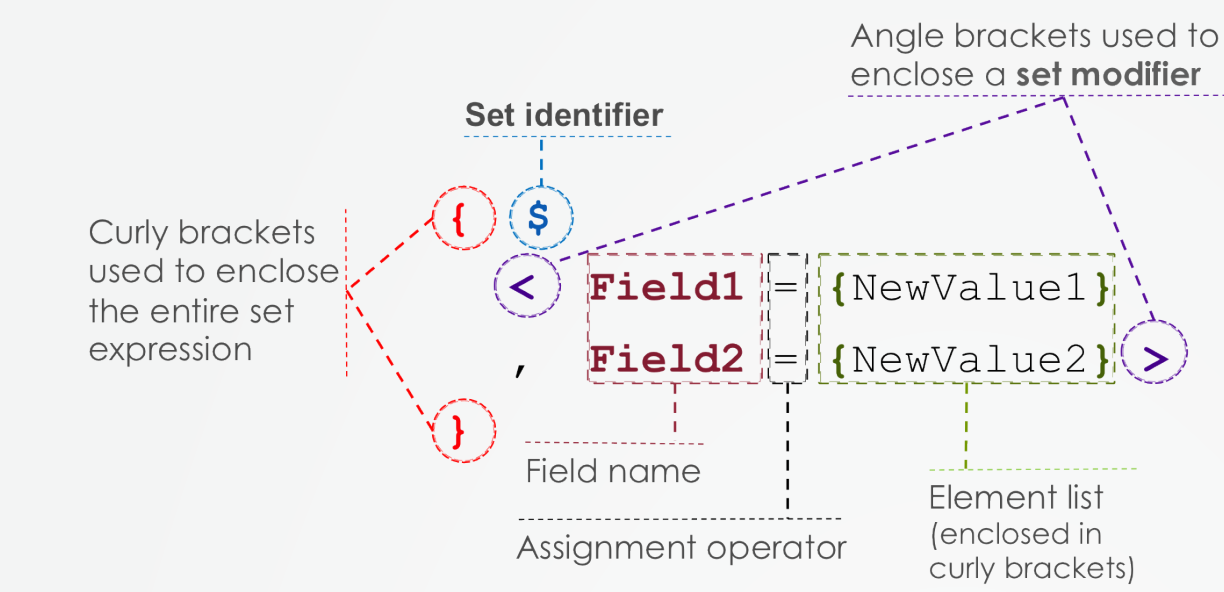 Angle brackets used to
enclose a set modifier
Set identifier
{ $
Curly brackets
used to enclose
the entire set
expression
< Field1 = {NewValue1}
, Field2 = {NewValue2} >
}
Field name
Assignment operator
Element list
(enclosed in
curly brackets)